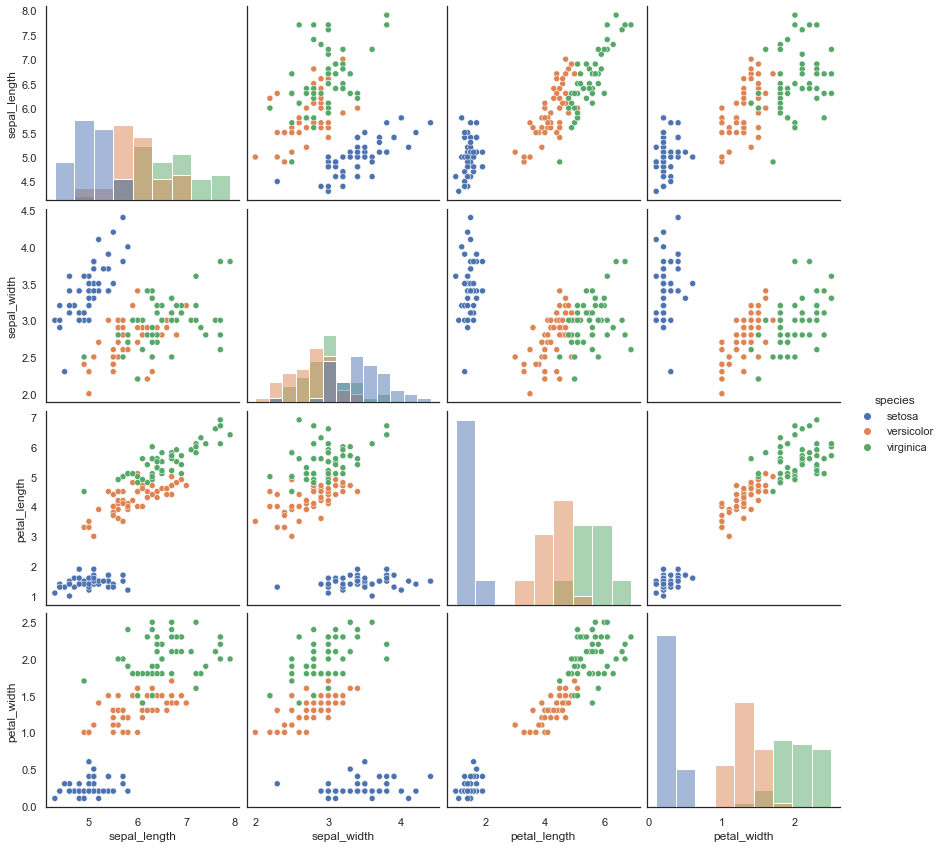 8.0
7.5
7.0
6.5
6.0
5.5
5.0
4.5
sepal_length
4.5
4.0
3.5
3.0
2.5
2.0
sepal_width
7
6
5
4
3
2
1
petal_length
2.5
2.0
1.5
1.0
0.5
0.0
petal_width
5 6 7 8
sepal_length
2 3 4
sepal_width
2 4 6
petal_length
0 1 2
petal_width
species
setosa
versicolor
virginica